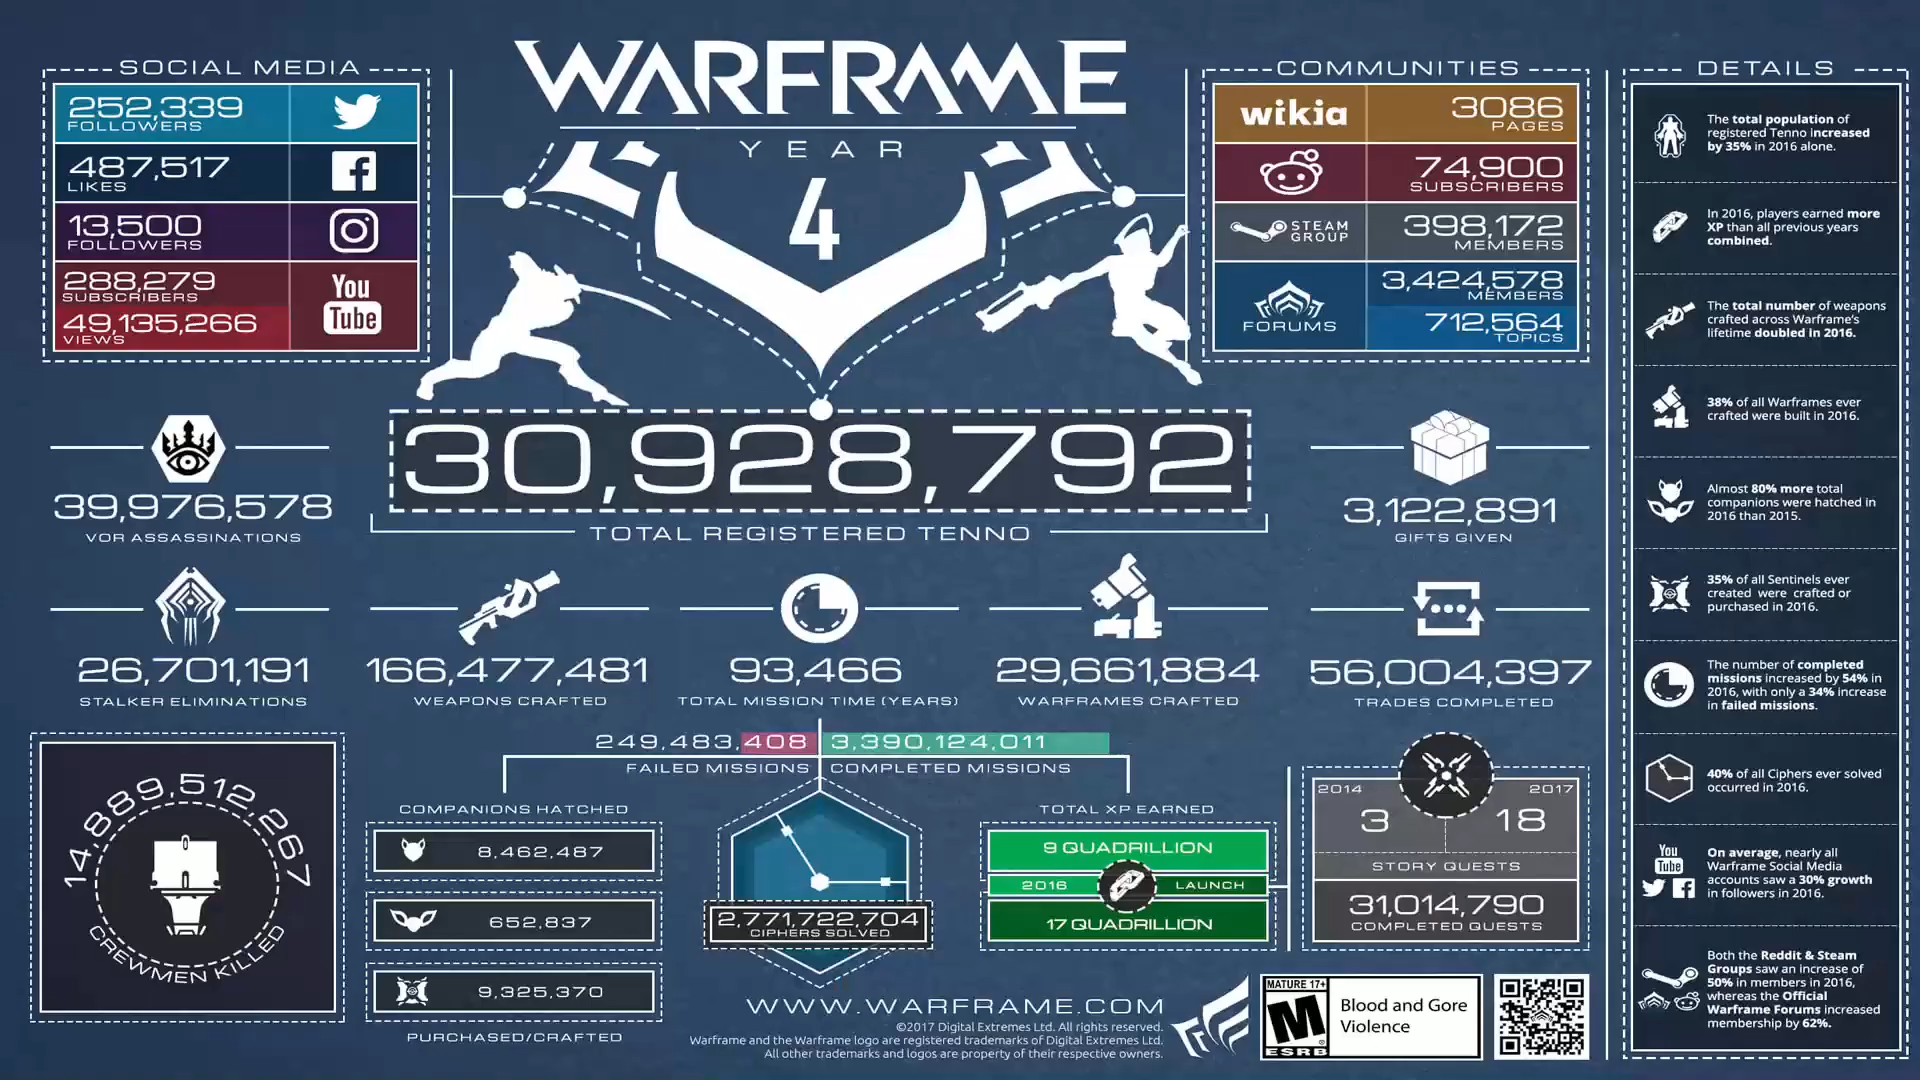 SOCIAL MEDIA
252,339
FOLLOWERS
487,517
LIKES
13,500
FOLLOWERS
288,279
SUBSCRIBERS
49,135,266
VIEWS
You
Tube
WARFRAME
YEAR
4
COMMUNITIES
wikia
3086
PAGES
74,900
SUBSCRIBERS
STEAM
GROUP
398,172
MEMBERS
FORUMS
3,424,578
MEMBERS
712,564
TOPICS
30,928,792
TOTAL REGISTERED TENNO
39,976,578
VOR ASSASSINATIONS
3,122,891
GIFTS GIVEN
26,701,191
STALKER ELIMINATIONS
166,477,481
WEAPONS CRAFTED
93,466
TOTAL MISSION TIME (YEARS)
29,661,884
WARFRAMES CRAFTED
56,004,397
TRADES COMPLETED
249,483,408
FAILED MISSIONS
3,390,124,011
COMPLETED MISSIONS
14,889,512,267
CREWMEN KILLED
COMPANIONS HATCHED
8,462,487
652,837
9,325,370
PURCHASED/CRAFTED
2,771,722,704
CIPHERS SOLVED
TOTAL XP EARNED
9 QUADRILLION
2016 LAUNCH
17 QUADRILLION
2014 2017
3 18
STORY QUESTS
31,014,790
COMPLETED QUESTS
WWW.WARFRAME.COM
©2017 Digital Extremes Ltd. All rights reserved.
Warframe and the Warframe logo are registered trademarks of Digital Extremes Ltd.
All other trademarks and logos are property of their respective owners.
MATURE 17+
M
ESRB
Blood and Gore
Violence
DETAILS
The total population of
registered Tenno increased
by 35% in 2016 alone.
In 2016, players earned more
XP than all previous years
combined.
The total number of weapons
crafted across Warframe's
lifetime doubled in 2016.
38% of all Warframes ever
crafted were built in 2016.
Almost 80% more total
companions were hatched in
2016 than 2015.
35% of all Sentinels ever
created were crafted or
purchased in 2016.
The number of completed
missions increased by 54% in
2016, with only a 34% increase
in failed missions.
40% of all Ciphers ever solved
occurred in 2016.
You
Tube
On average, nearly all
Warframe Social Media
accounts saw a 30% growth
in followers in 2016.
Both the Reddit & Steam
Groups saw an increase of
50% in members in 2016,
whereas the Official
Warframe Forums increased
membership by 62%.